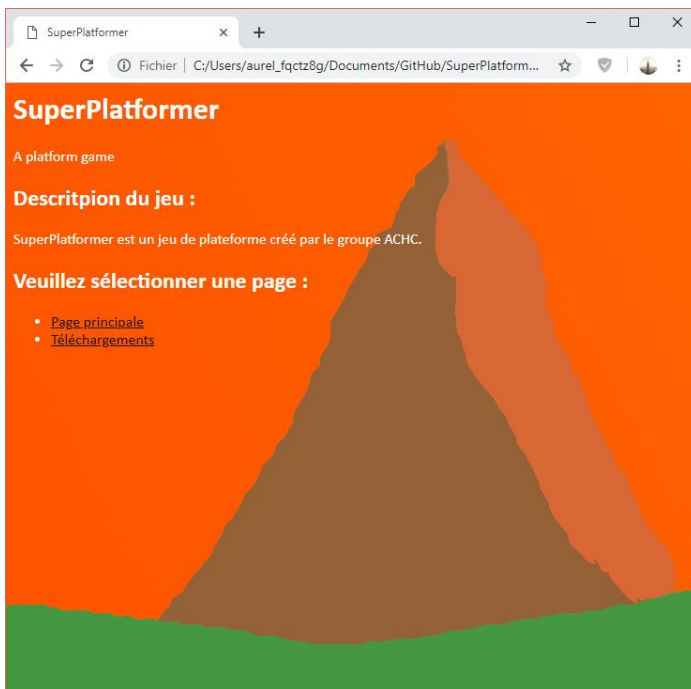 SuperPlatformer
Fichier | C:/Users/aurel_fqctz8g/Documents/GitHub/SuperPlatform...
SuperPlatformer
A platform game
Descritpion du jeu :
SuperPlatformer est un jeu de plateforme créé par le groupe ACHC.
Veuillez sélectionner une page :
Page principale
Téléchargements